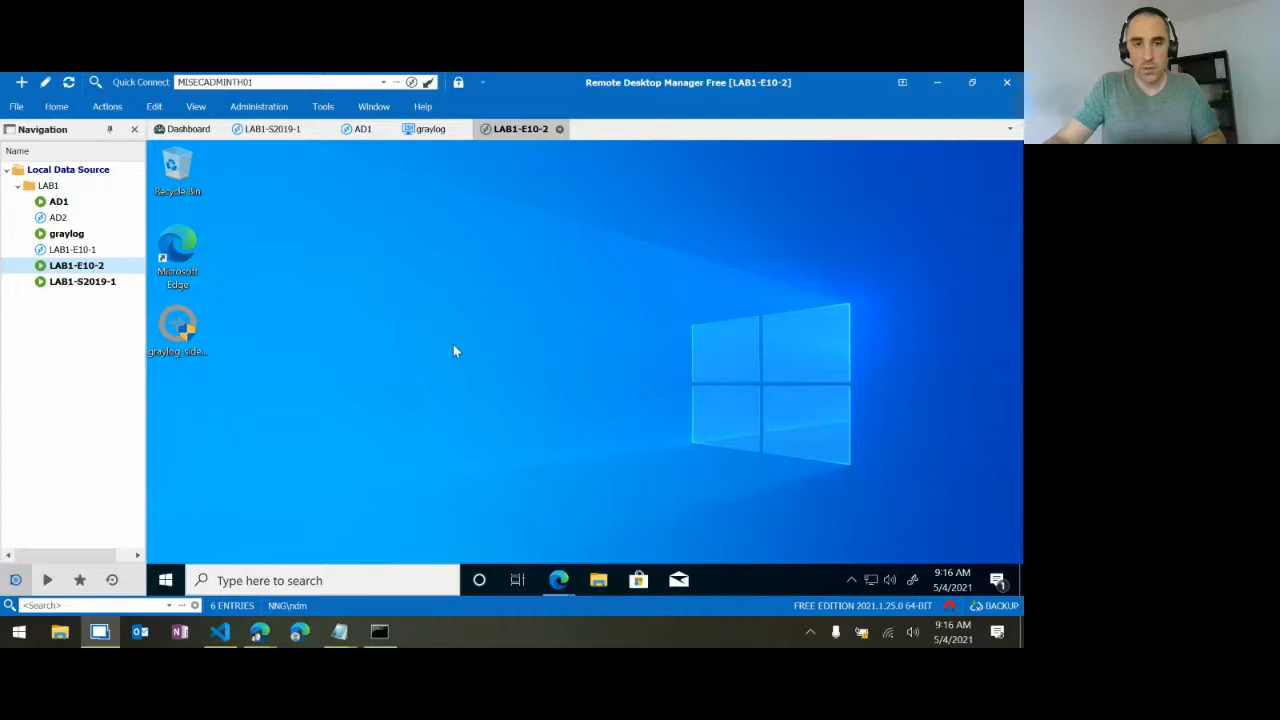 Quick Connect MISECADMINTH01 Remote Desktop Manager Free [LAB1-E10-2]
File Home Actions Edit View Administration Tools Window Help
Navigation Dashboard LAB1-S2019-1 AD1 graylog LAB1-E10-2
Name
Local Data Source
LAB1
AD1
AD2
graylog
LAB1-E10-1
LAB1-E10-2
LAB1-S2019-1
Recycle Bin
Microsoft
Edge
graylog_side...
Type here to search
9:16 AM
5/4/2021
1
<Search> 6 ENTRIES NNG\ndm FREE EDITION 2021.1.25.0 64-BIT BACKUP
9:16 AM
5/4/2021